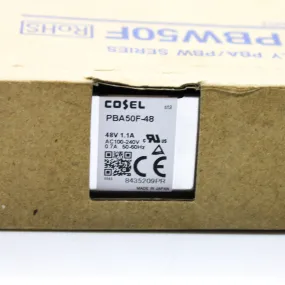 PBW50F
Y PBA/PBW SERIES
RoHS
COSEL
PBA50F-48
48V 1.1A
AC100-240V
0.7A 50-60Hz
8435209PR
MADE IN JAPAN